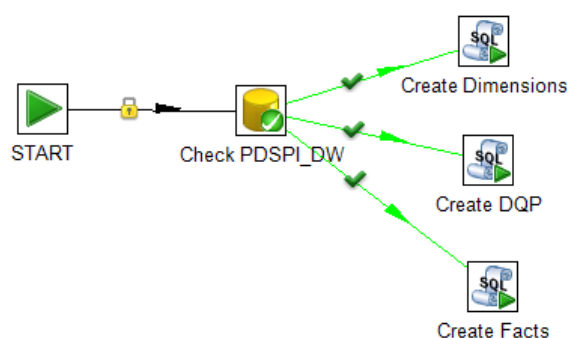 SQL
Create Dimensions
START
Check PDSPI_DW
SQL
Create DQP
SQL
Create Facts